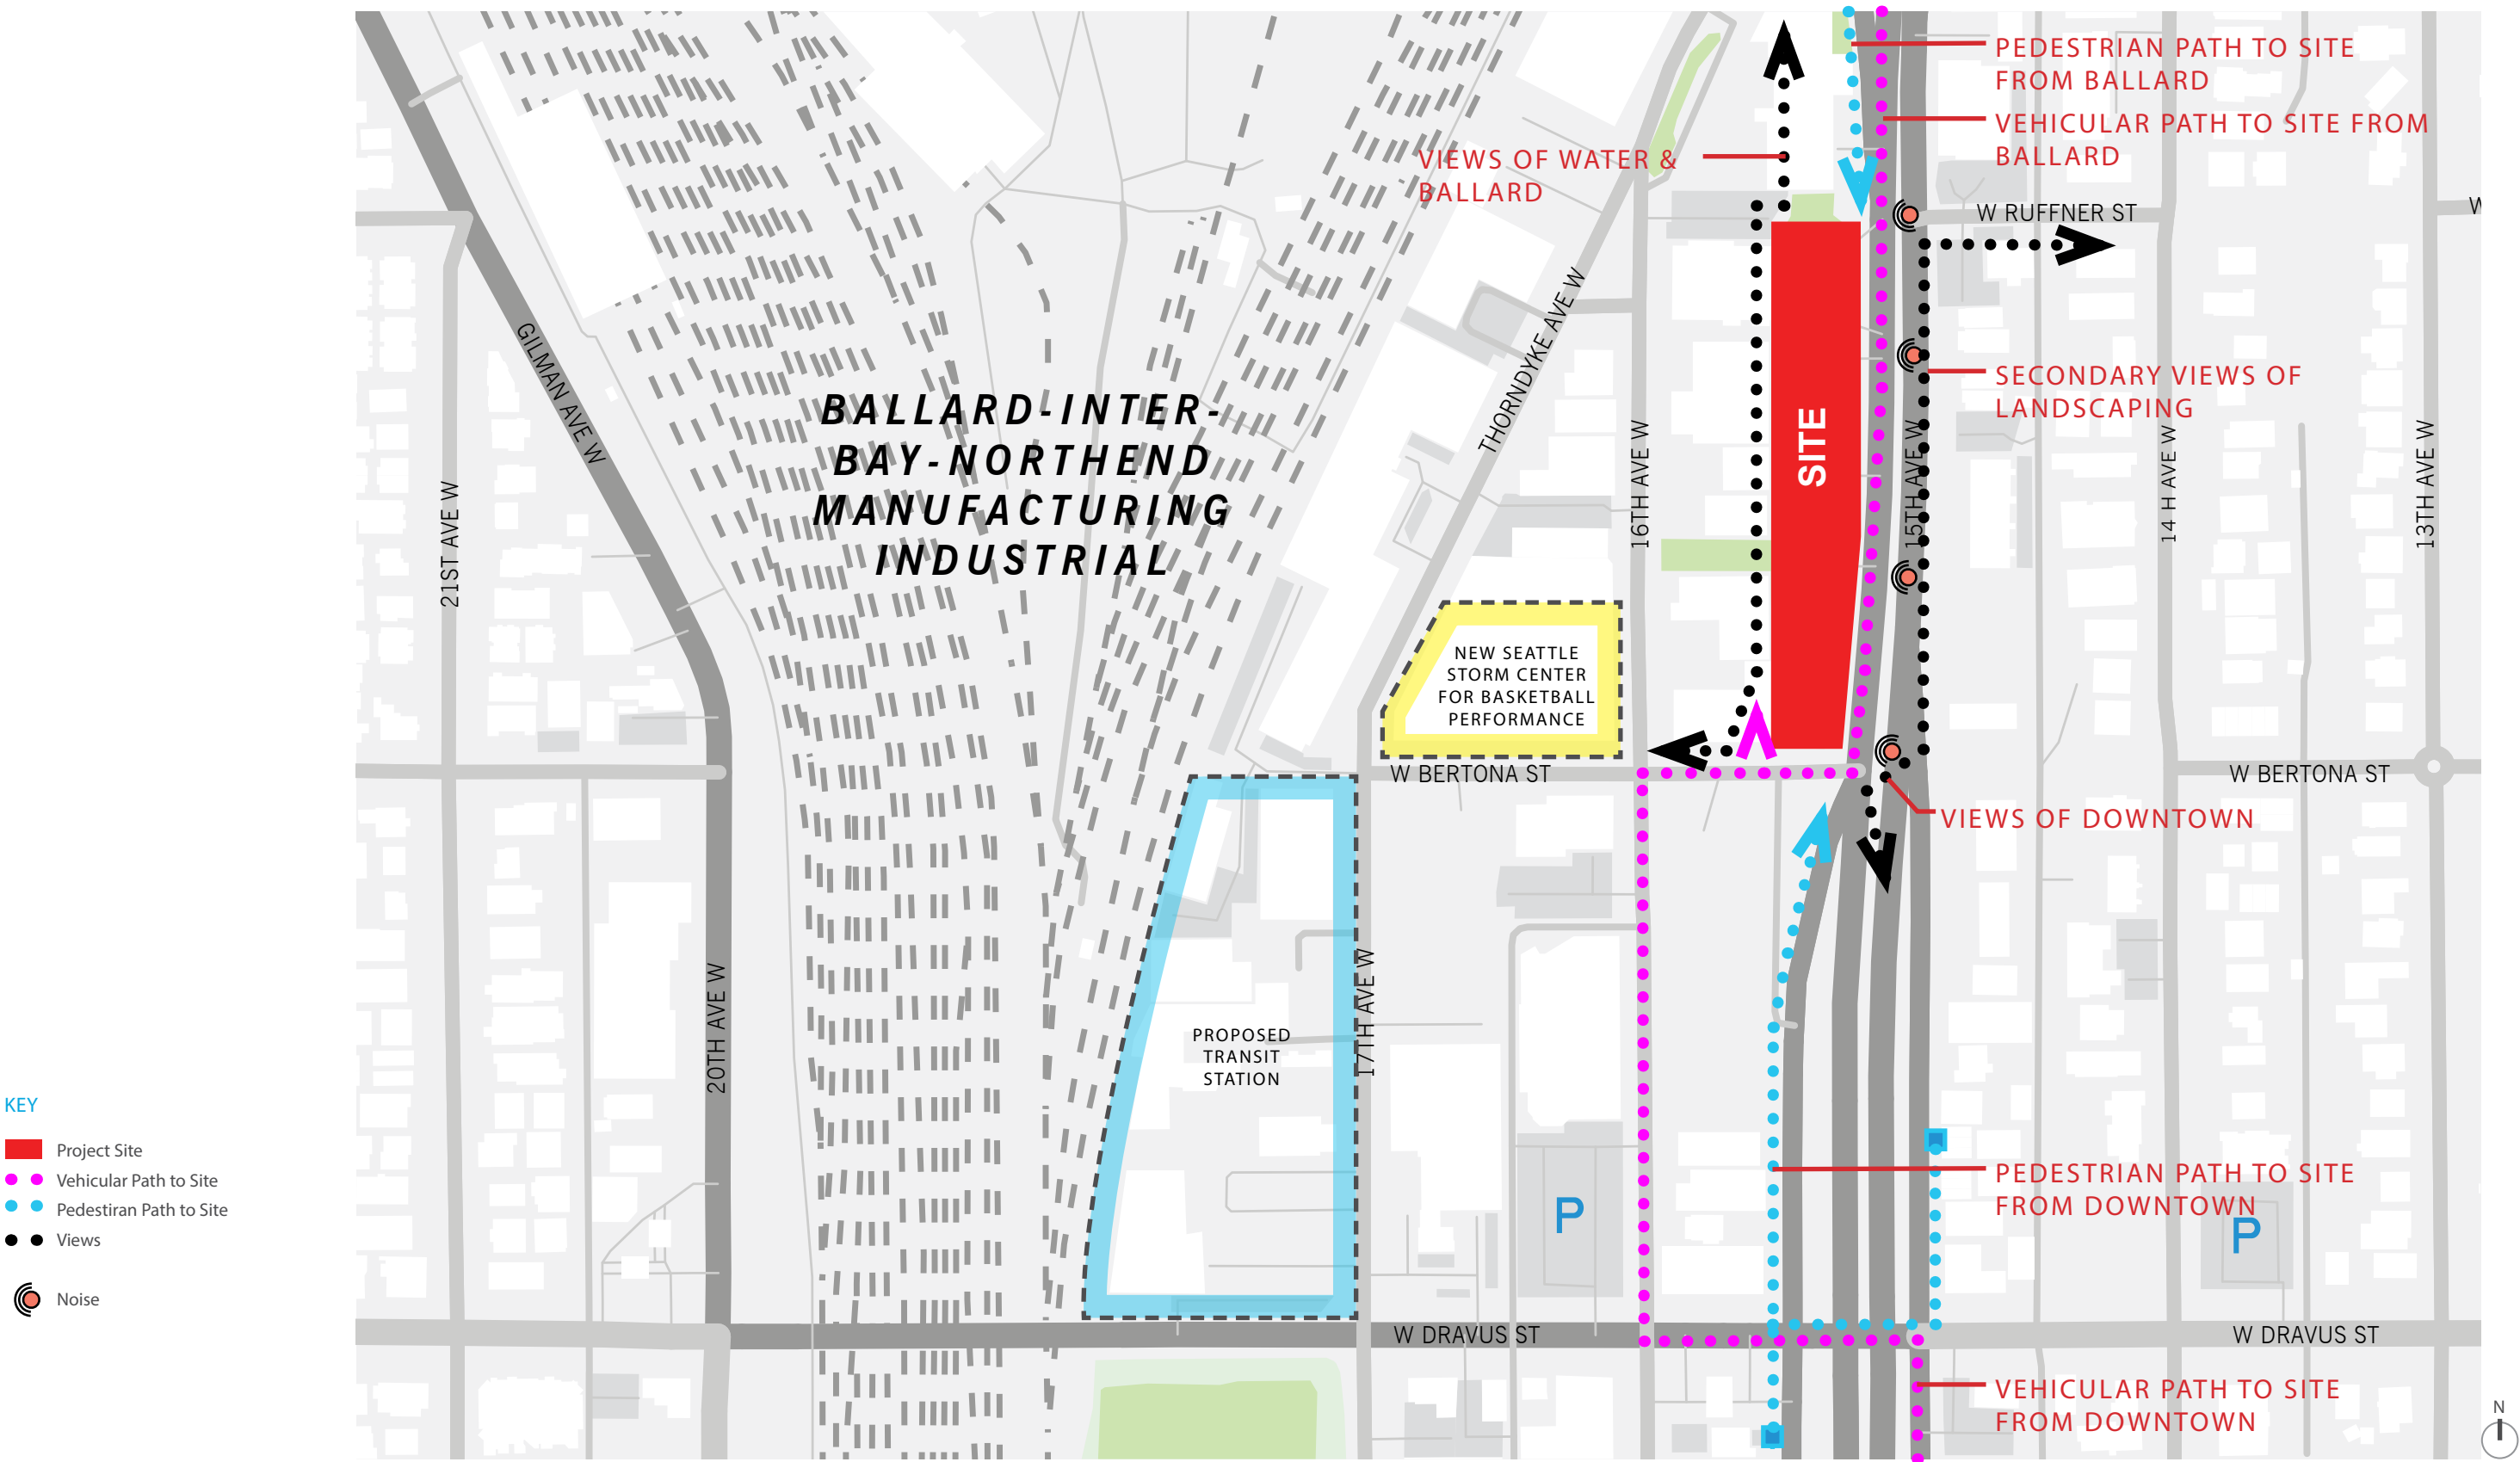 PEDESTRIAN PATH TO SITE
FROM BALLARD
VEHICULAR PATH TO SITE FROM
BALLARD
VIEWS OF WATER &
BALLARD
W RUFFNER ST
W
GILMAN AVE W
THORNDYKE AVE W
SECONDARY VIEWS OF
LANDSCAPING
BALLARD-INTER-
BAY-NORTHEND
MANUFACTURING
INDUSTRIAL
SITE
21ST AVE W
16TH AVE W
15TH AVE W
14 H AVE W
13TH AVE W
NEW SEATTLE
STORM CENTER
FOR BASKETBALL
PERFORMANCE
W BERTONA ST
W BERTONA ST
VIEWS OF DOWNTOWN
20TH AVE W
17TH AVE W
PROPOSED
TRANSIT
STATION
KEY
Project Site
Vehicular Path to Site
Pedestiran Path to Site
Views
Noise
PEDESTRIAN PATH TO SITE
FROM DOWNTOWN
P
P
W DRAVUS ST
W DRAVUS ST
VEHICULAR PATH TO SITE
FROM DOWNTOWN
N